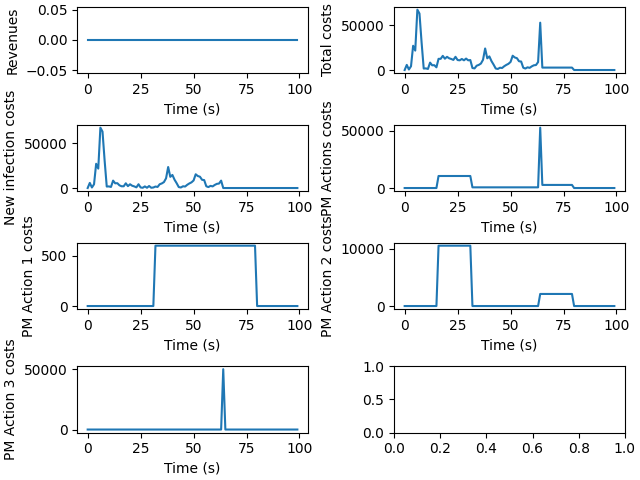 Revenues
0.05
0.00
−0.05
0 25 50 75 100
Time (s)
Total costs
50000
0
0 25 50 75 100
Time (s)
New infection costs
50000
0
0 25 50 75 100
Time (s)
PM Actions costs
50000
0
0 25 50 75 100
Time (s)
PM Action 1 costs
500
0
0 25 50 75 100
Time (s)
PM Action 2 costs
10000
0
0 25 50 75 100
Time (s)
PM Action 3 costs
50000
0
0 25 50 75 100
Time (s)
1.0
0.5
0.0
0.0 0.2 0.4 0.6 0.8 1.0